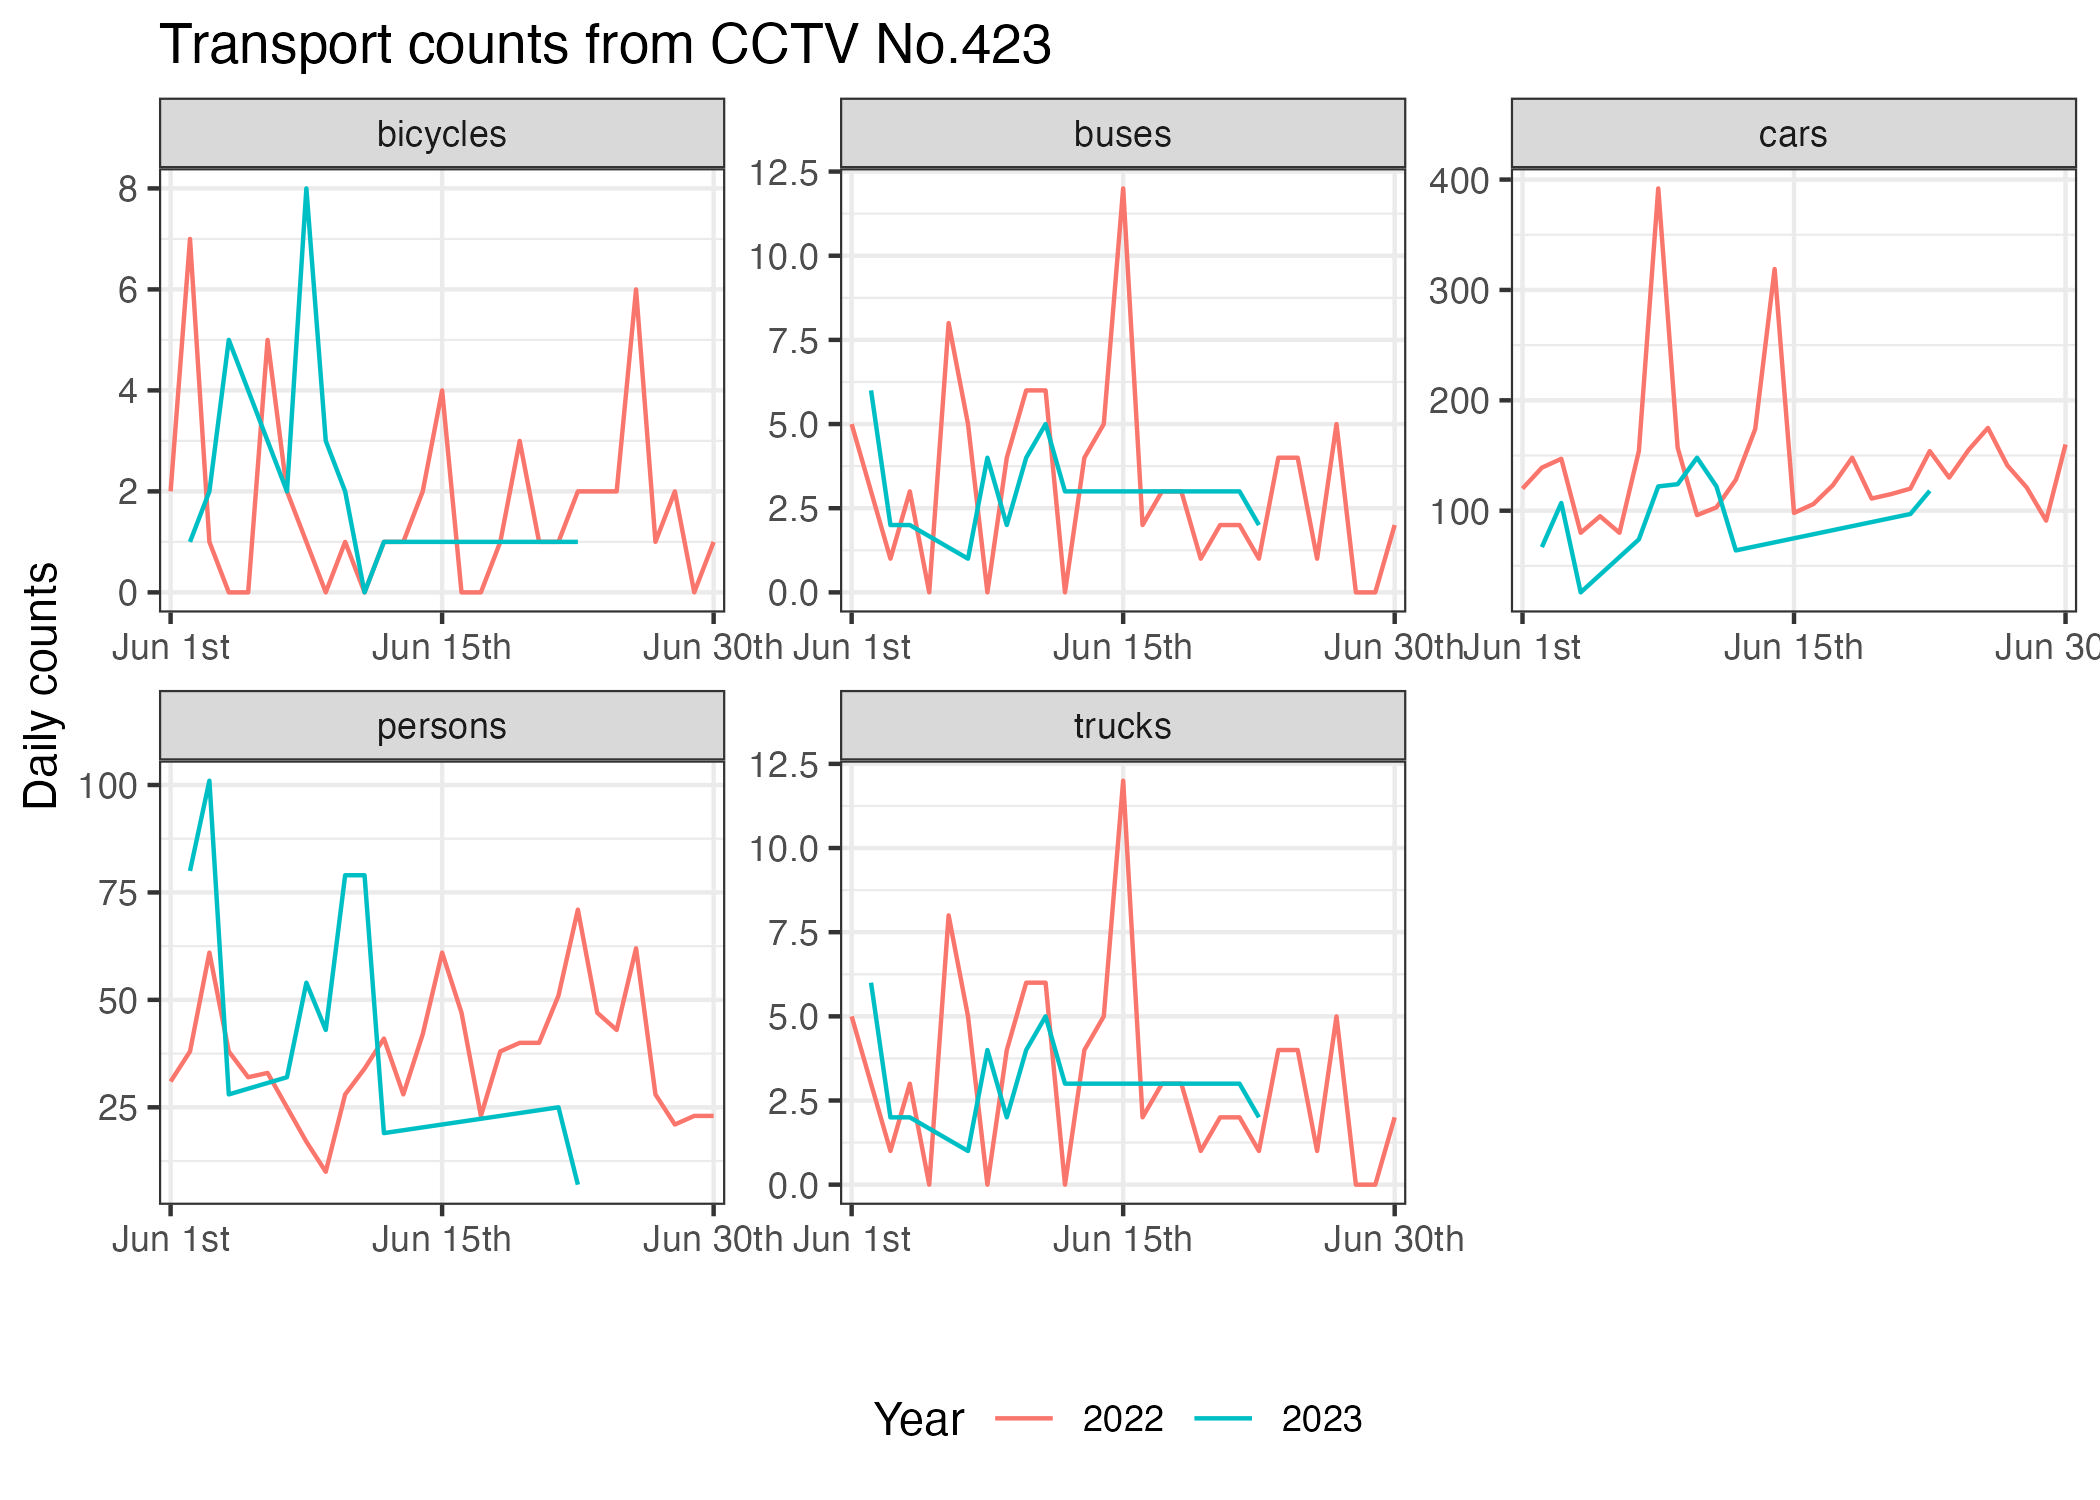 Transport counts from CCTV No.423
bicycles
buses
cars
8
6
4
2
0
12.5
10.0
7.5
5.0
2.5
0.0
400
300
200
100
Jun 1st Jun 15th Jun 30th
Jun 1st Jun 15th Jun 30th
Jun 1st Jun 15th Jun 30
Daily counts
persons
trucks
100
75
50
25
12.5
10.0
7.5
5.0
2.5
0.0
Jun 1st Jun 15th Jun 30th
Jun 1st Jun 15th Jun 30th
Year 2022 2023